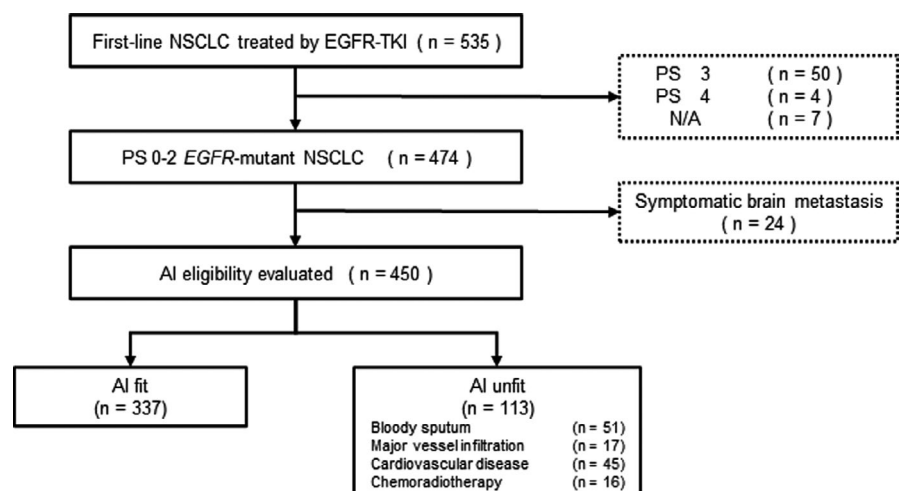 First-line NSCLC treated by EGFR-TKI ( n = 535 )
PS 3 ( n = 50 )
PS 4 ( n = 4 )
N/A ( n = 7 )
PS 0-2 EGFR-mutant NSCLC ( n = 474 )
Symptomatic brain metastasis
( n = 24 )
AI eligibility evaluated ( n = 450 )
AI fit
(n = 337)
AI unfit
(n = 113)
Bloody sputum (n = 51)
Major vessel infiltration (n = 17)
Cardiovascular disease (n = 45)
Chemoradiotherapy (n = 16)